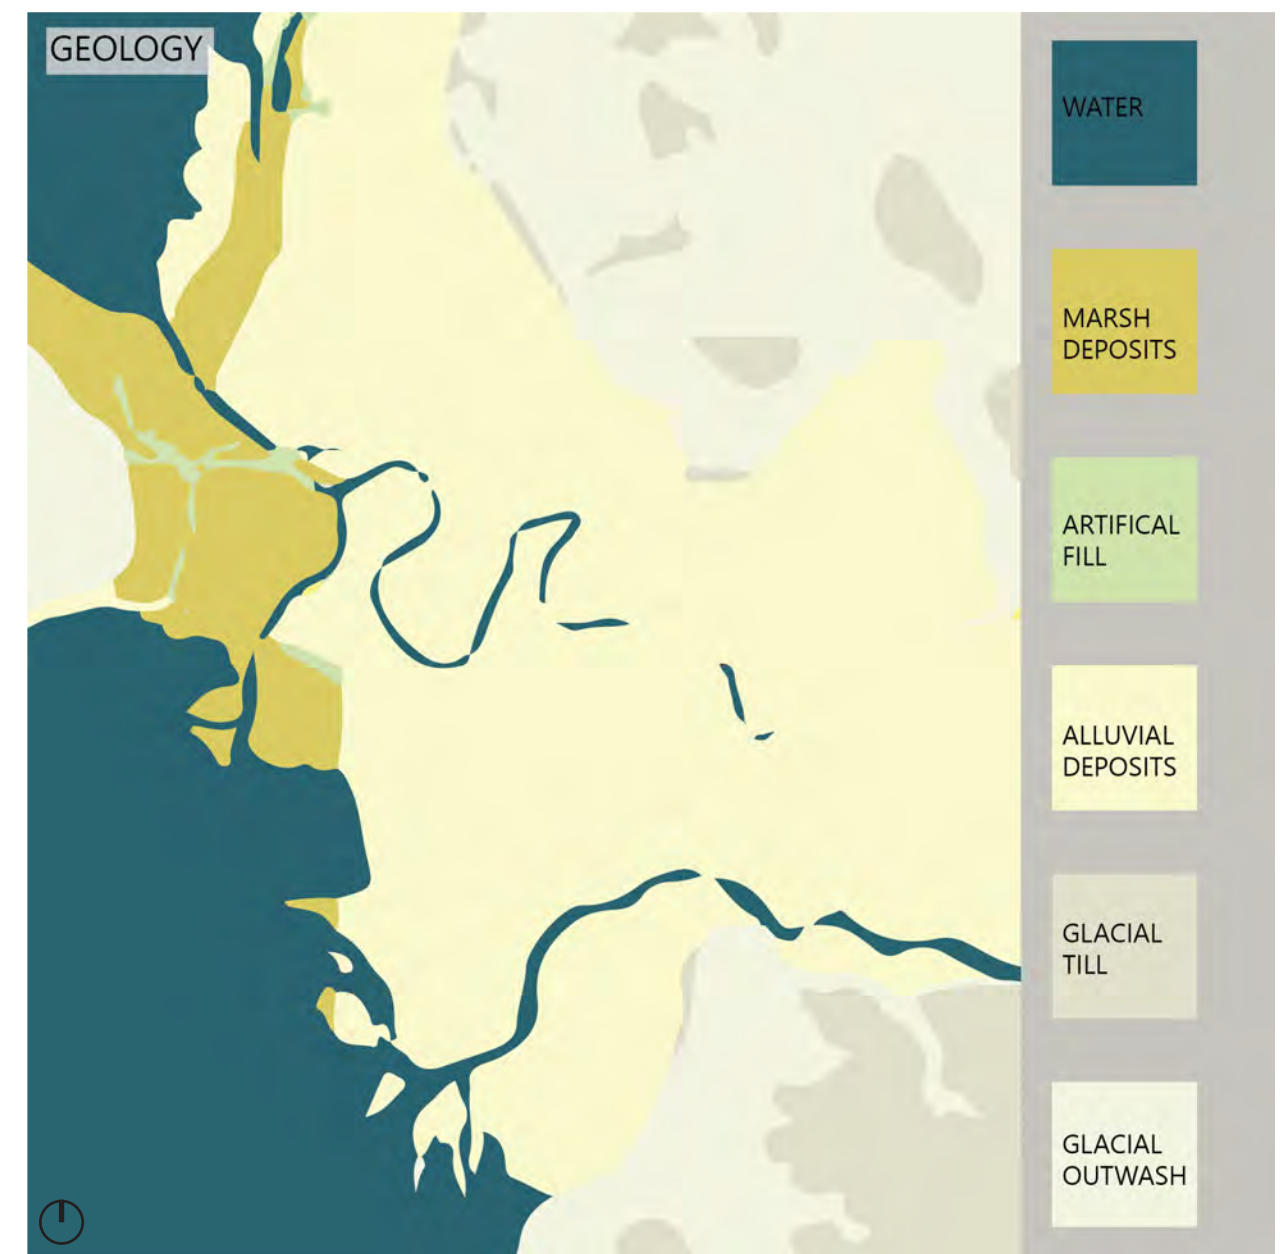 GEOLOGY
WATER
MARSH
DEPOSITS
ARTIFICAL
FILL
ALLUVIAL
DEPOSITS
GLACIAL
TILL
GLACIAL
OUTWASH